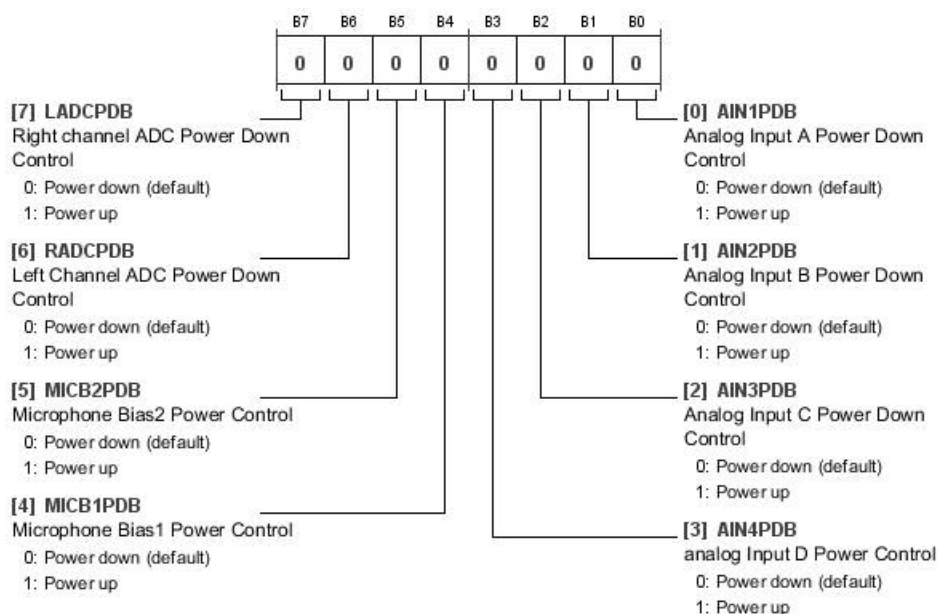 B7 B6 B5 B4 B3 B2 B1 B0
0 0 0 0 0 0 0 0
[7] LADCPDB
Right channel ADC Power Down
Control
0: Power down (default)
1: Power up
[6] RADCPDB
Left Channel ADC Power Down
Control
0: Power down (default)
1: Power up
[5] MICB2PDB
Microphone Bias2 Power Control
0: Power down (default)
1: Power up
[4] MICB1PDB
Microphone Bias1 Power Control
0: Power down (default)
1: Power up
[0] AIN1PDB
Analog Input A Power Down
Control
0: Power down (default)
1: Power up
[1] AIN2PDB
Analog Input B Power Down
Control
0: Power down (default)
1: Power up
[2] AIN3PDB
Analog Input C Power Down
Control
0: Power down (default)
1: Power up
[3] AIN4PDB
analog Input D Power Control
0: Power down (default)
1: Power up